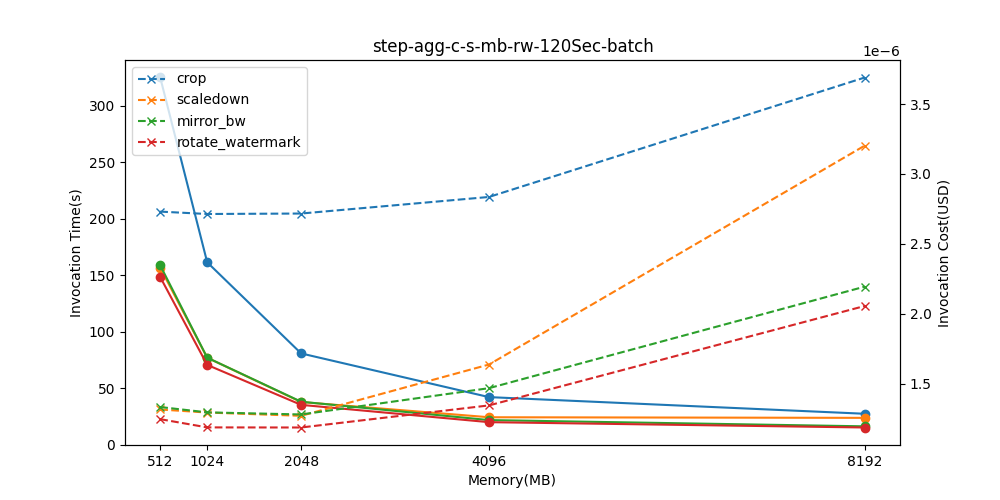 step-agg-c-s-mb-rw-120Sec-batch
1e−6
crop
scaledown
mirror_bw
rotate_watermark
300
250
200
150
100
50
0
Invocation Time(s)
3.5
3.0
2.5
2.0
1.5
Invocation Cost(USD)
512 1024 2048 4096 8192
Memory(MB)